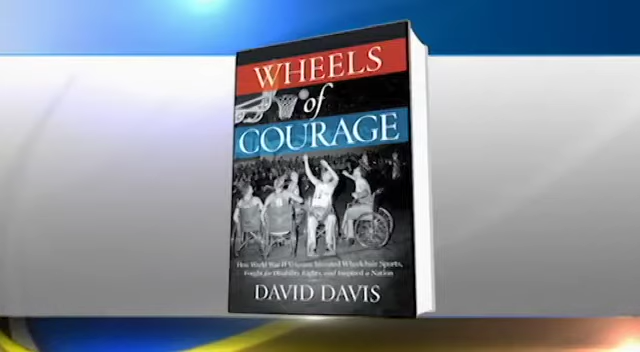 WHEELS
of
COURAGE
How World War II Veterans Invented Wheelchair Sports,
Fought for Disability Rights, and Inspired a Nation
DAVID DAVIS